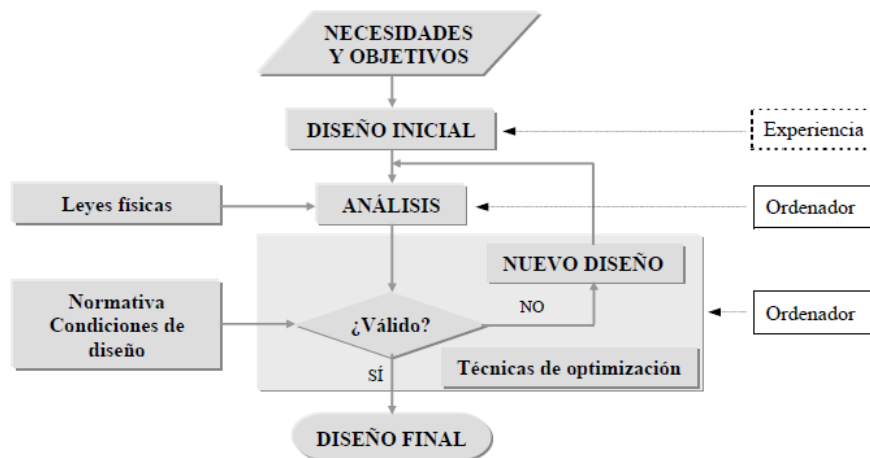 NECESIDADES
Y OBJETIVOS
DISEÑO INICIAL
Experiencia
Leyes físicas
ANÁLISIS
Ordenador
NUEVO DISEÑO
Normativa
Condiciones de
diseño
¿Válido?
NO
Ordenador
SÍ
Técnicas de optimización
DISEÑO FINAL